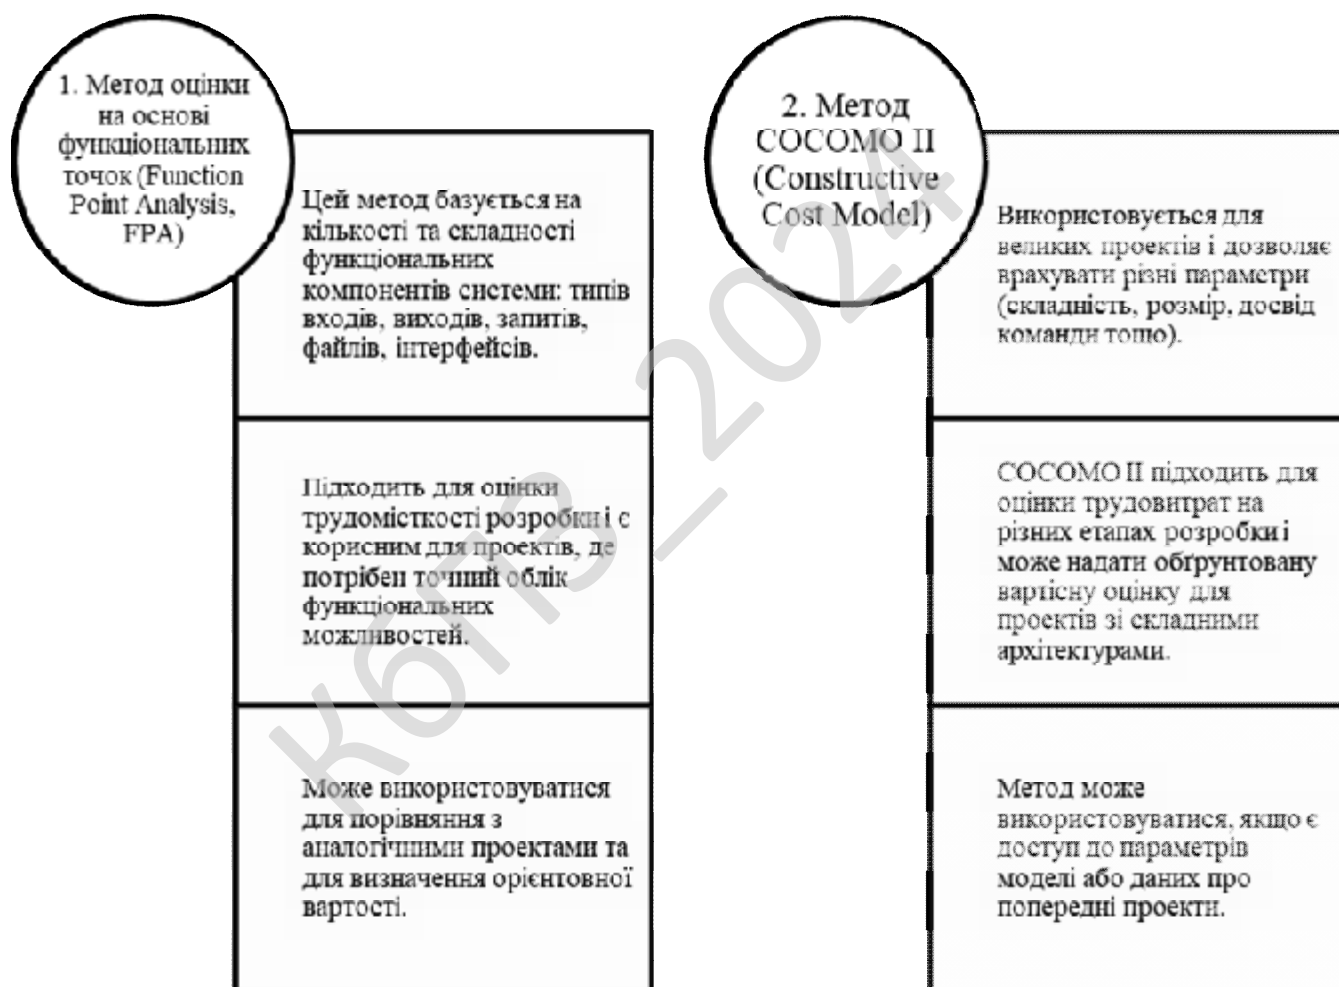 1. Метод оцінки
на основі
функціональних
точок (Function
Point Analysis,
FPA)
Цей метод базується на
кількості та складності
функціональних
компонентів системи: типів
входів, виходів, запитів,
файлів, інтерфейсів.
Підходить для оцінки
трудомісткості розробки і є
корисним для проектів, де
потрібен точний облік
функціональних
можливостей.
Може використовуватися
для порівняння з
аналогічними проектами та
для визначення орієнтовної
вартості.
2. Метод
COCOMO II
(Constructive
Cost Model)
Використовується для
великих проектів і дозволяє
врахувати різні параметри
(складність, розмір, досвід
команди тощо).
COCOMO II підходить для
оцінки трудовитрат на
різних етапах розробки і
може надати обґрунтовану
вартісну оцінку для
проектів зі складними
архітектурами.
Метод може
використовуватися, якщо є
доступ до параметрів
моделі або даних про
попередні проекти.
КбПЗ_2024